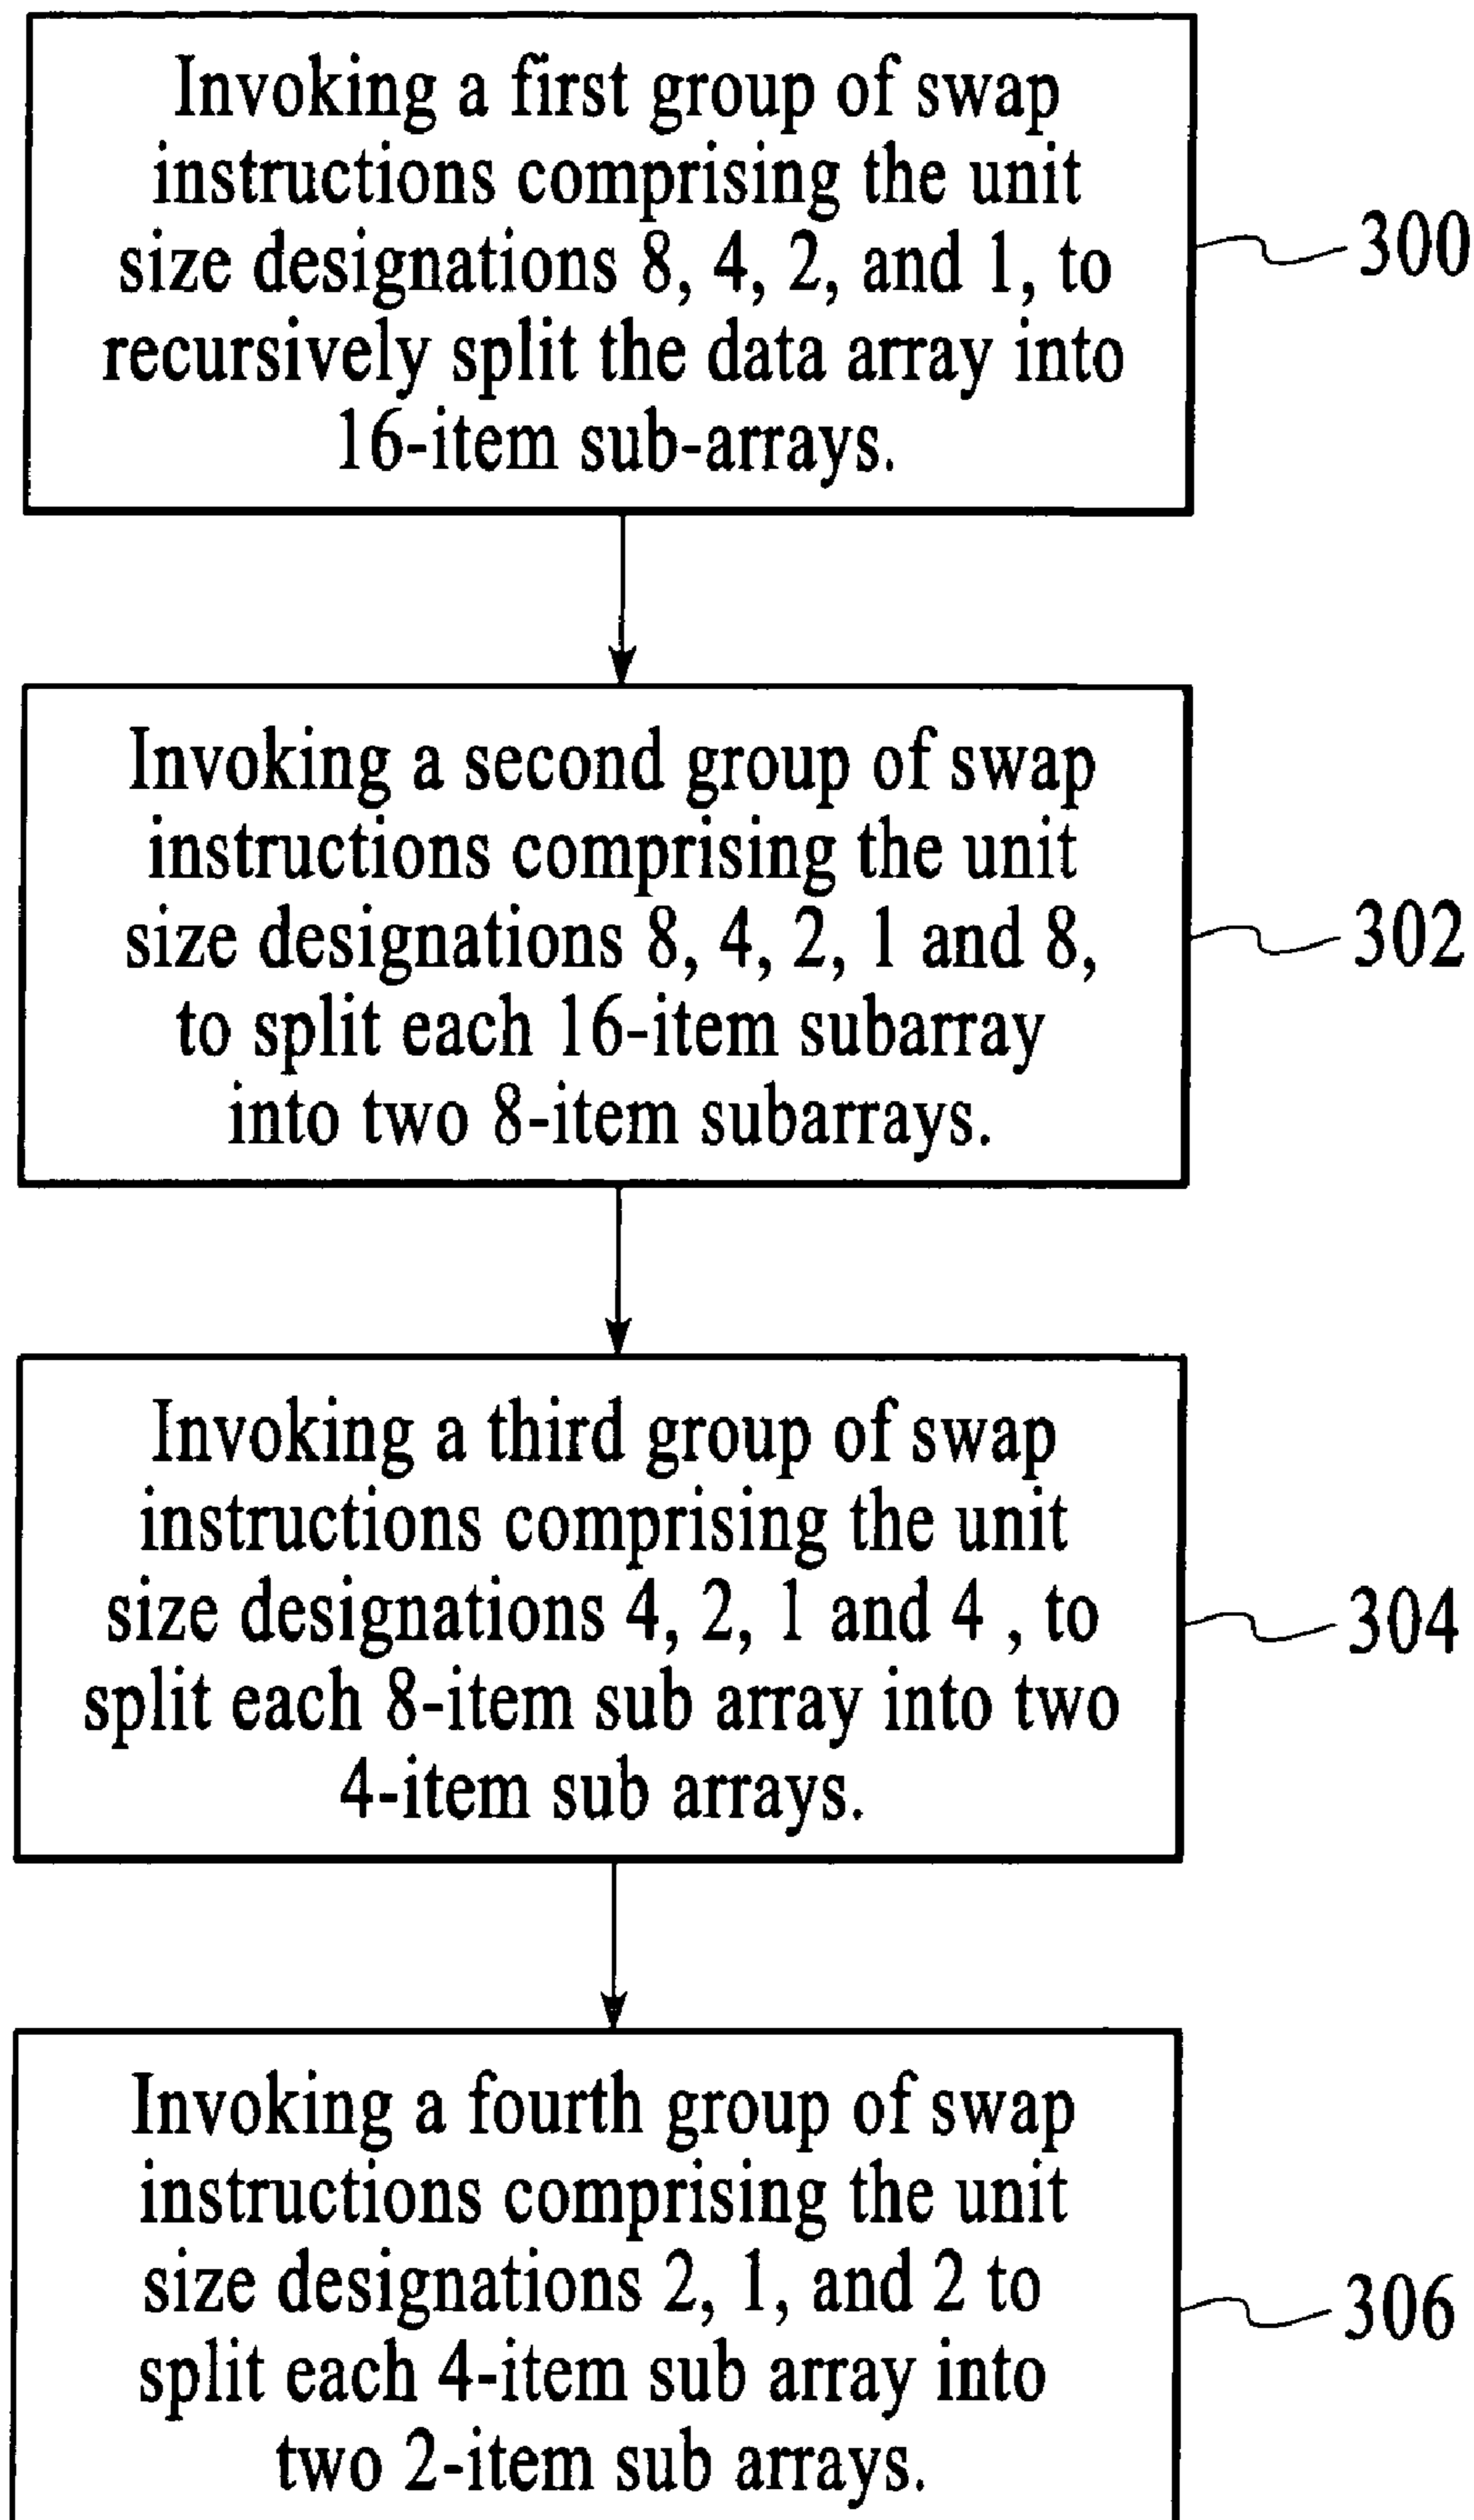 Invoking a first group of swap
instructions comprising the unit
size designations 8, 4, 2, and 1, to
recursively split the data array into
16-item sub-arrays.
300
Invoking a second group of swap
instructions comprising the unit
size designations 8, 4, 2, 1 and 8,
to split each 16-item subarray
into two 8-item subarrays.
302
Invoking a third group of swap
instructions comprising the unit
size designations 4, 2, 1 and 4 , to
split each 8-item sub array into two
4-item sub arrays.
304
Invoking a fourth group of swap
instructions comprising the unit
size designations 2, 1, and 2 to
split each 4-item sub array into
two 2-item sub arrays.
306